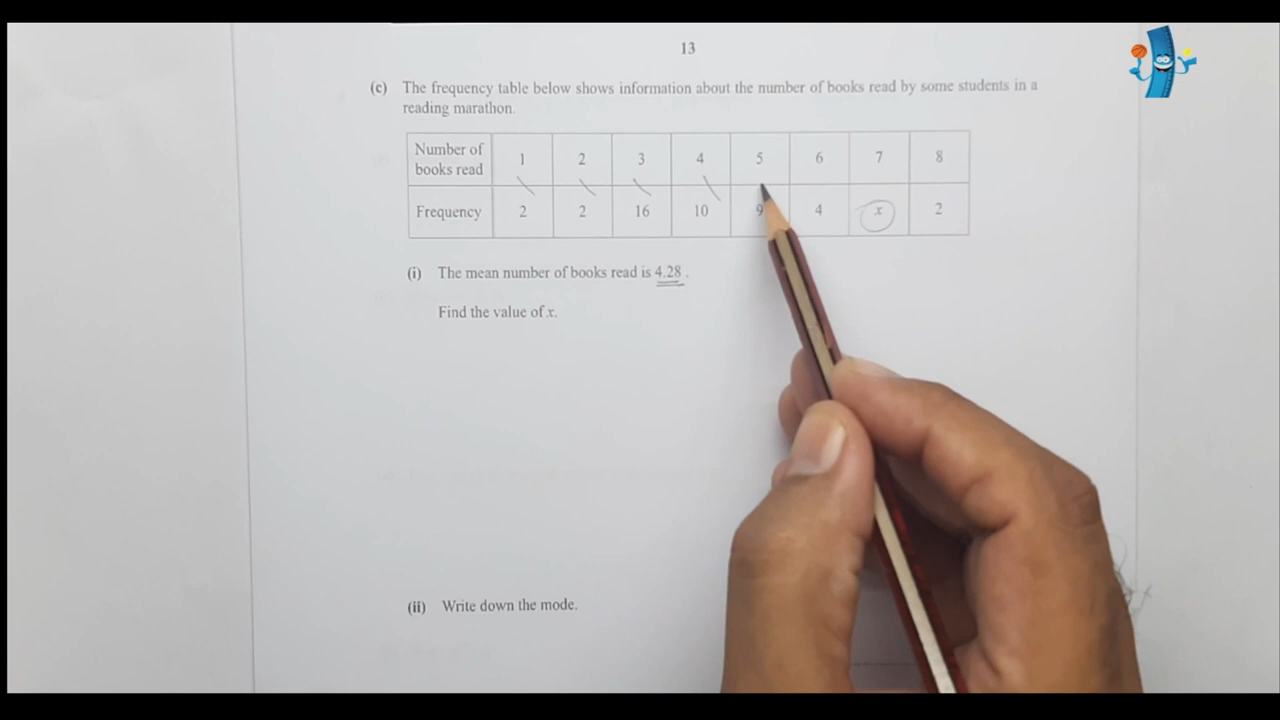 13
(c) The frequency table below shows information about the number of books read by some students in a
reading marathon.
Number of books read 1 2 3 4 5 6 7 8
Frequency 2 2 16 10 9 4 x 2
(i) The mean number of books read is 4.28 .
Find the value of x.
(ii) Write down the mode.